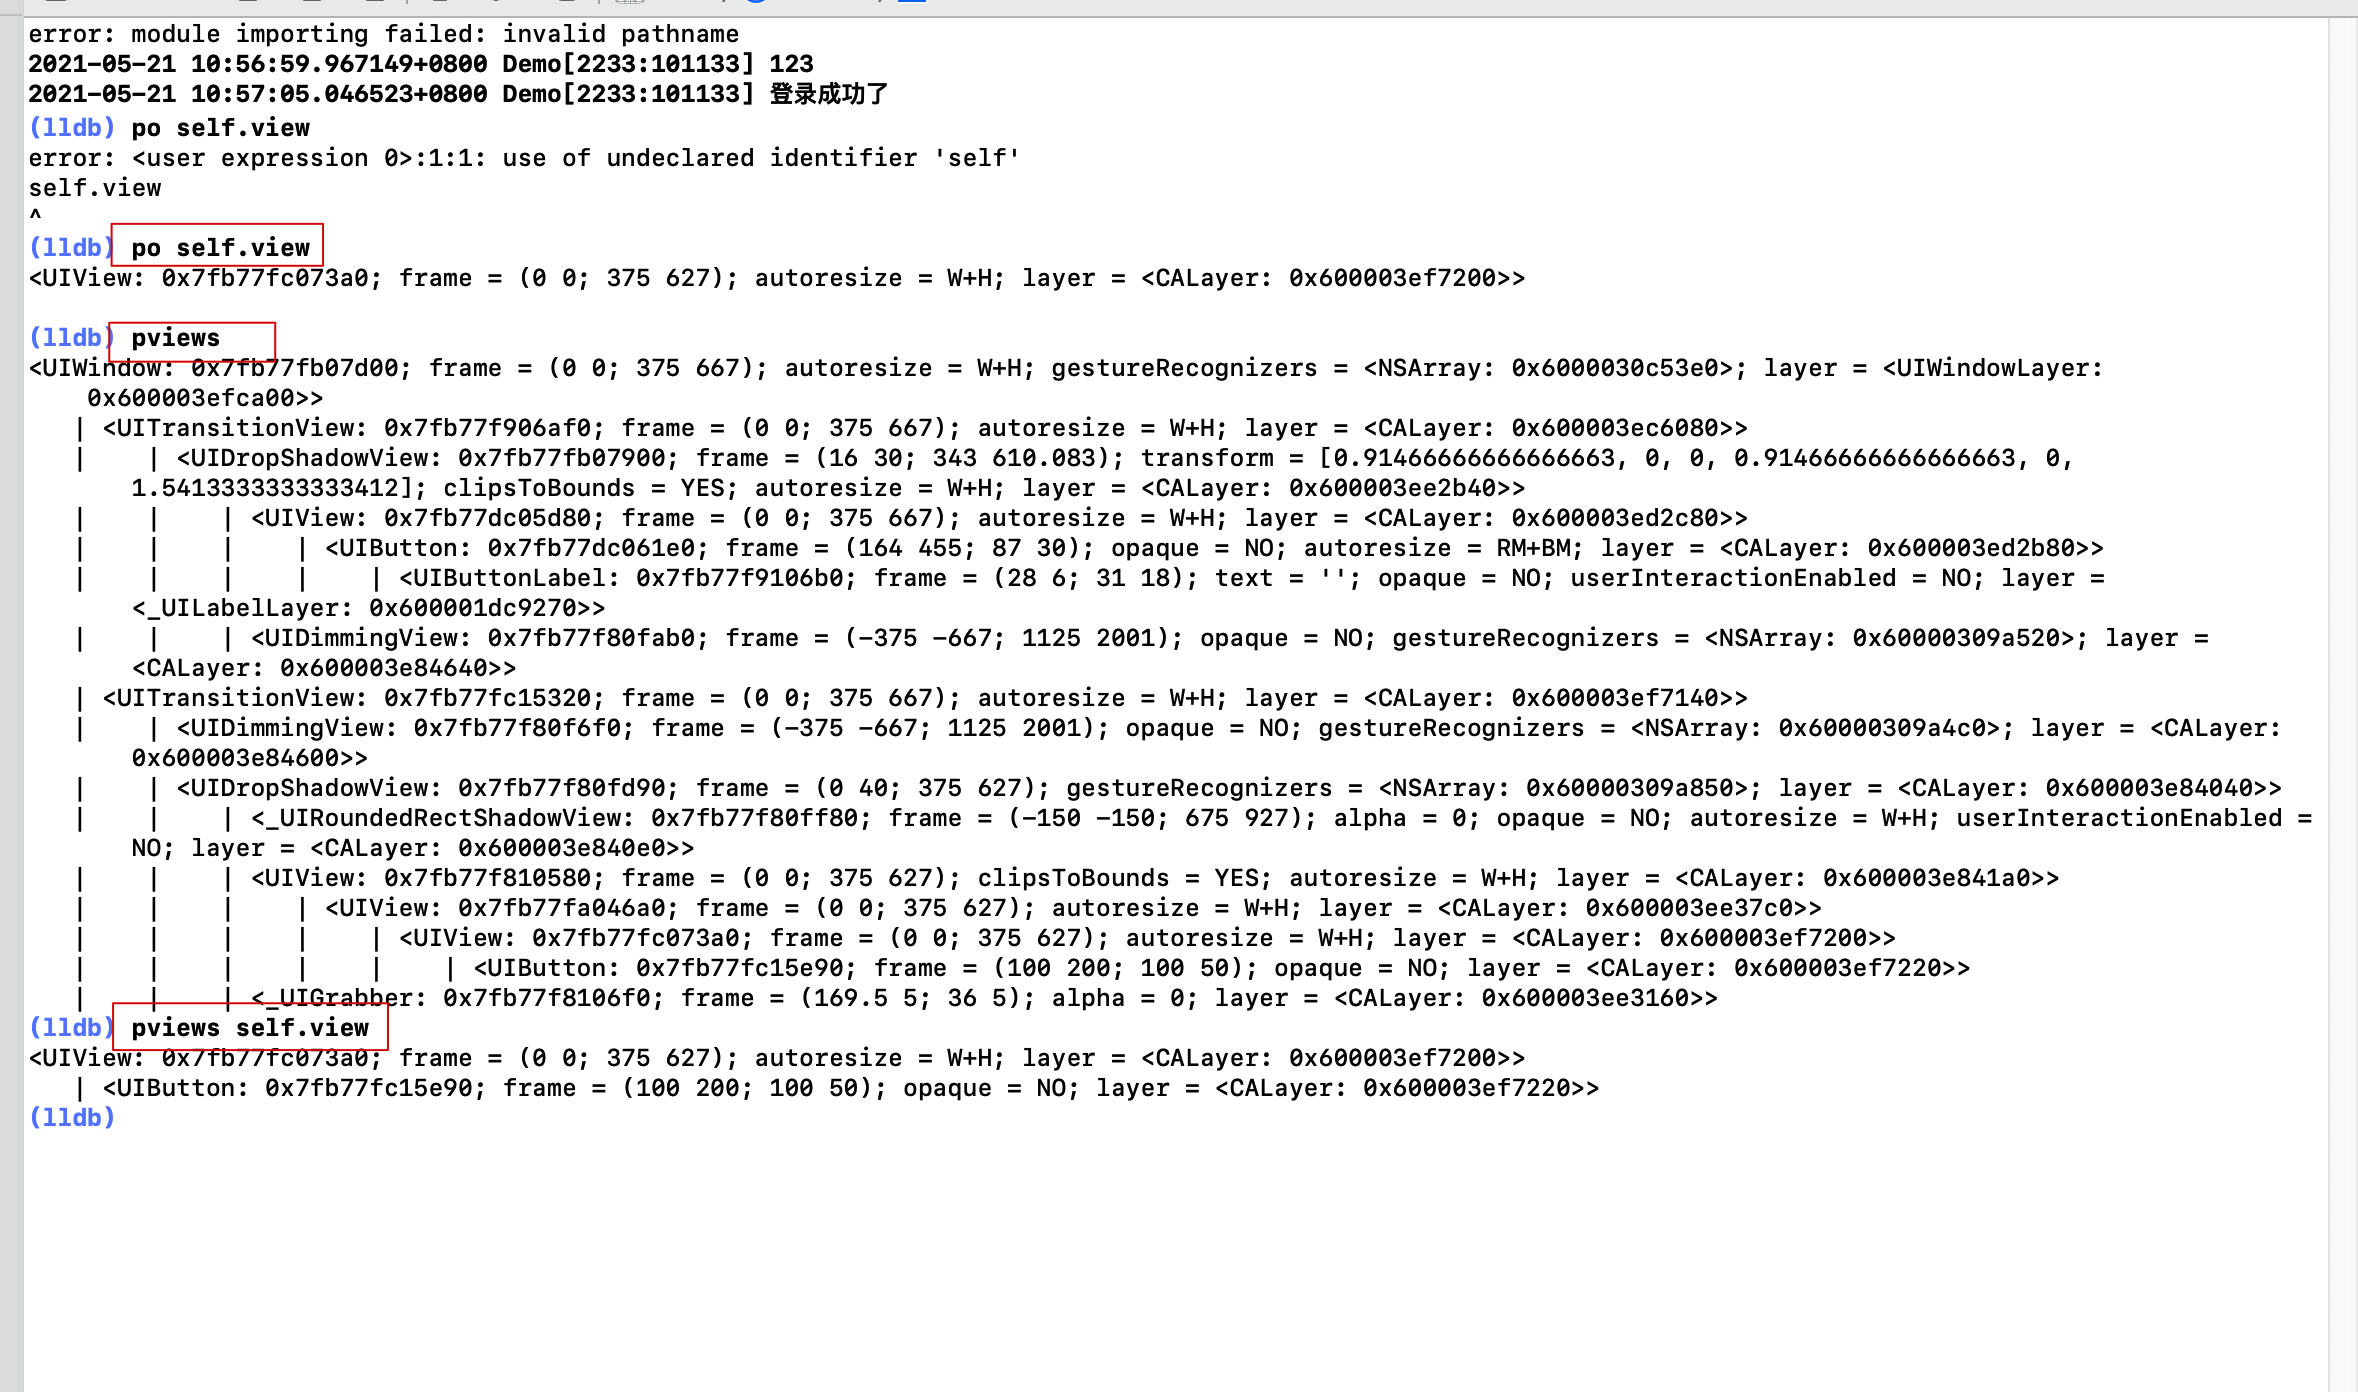 error: module importing failed: invalid pathname
2021-05-21 10:56:59.967149+0800 Demo[2233:101133] 123
2021-05-21 10:57:05.046523+0800 Demo[2233:101133] 登录成功了
(lldb) po self.view
error: <user expression 0>:1:1: use of undeclared identifier 'self'
self.view
^
(lldb) po self.view
<UIView: 0x7fb77fc073a0; frame = (0 0; 375 627); autoresize = W+H; layer = <CALayer: 0x600003ef7200>>
(lldb) pviews
<UIWindow: 0x7fb77fb07d00; frame = (0 0; 375 667); autoresize = W+H; gestureRecognizers = <NSArray: 0x6000030c53e0>; layer = <UIWindowLayer:
0x600003efca00>>
| <UITransitionView: 0x7fb77f906af0; frame = (0 0; 375 667); autoresize = W+H; layer = <CALayer: 0x600003ec6080>>
| | <UIDropShadowView: 0x7fb77fb07900; frame = (16 30; 343 610.083); transform = [0.91466666666666663, 0, 0, 0.91466666666666663, 0,
1.5413333333333412]; clipsToBounds = YES; autoresize = W+H; layer = <CALayer: 0x600003ee2b40>>
| | | <UIView: 0x7fb77dc05d80; frame = (0 0; 375 667); autoresize = W+H; layer = <CALayer: 0x600003ed2c80>>
| | | | <UIButton: 0x7fb77dc061e0; frame = (164 455; 87 30); opaque = NO; autoresize = RM+BM; layer = <CALayer: 0x600003ed2b80>>
| | | | | <UIButtonLabel: 0x7fb77f9106b0; frame = (28 6; 31 18); text = ''; opaque = NO; userInteractionEnabled = NO; layer =
<_UILabelLayer: 0x600001dc9270>>
| | | <UIDimmingView: 0x7fb77f80fab0; frame = (-375 -667; 1125 2001); opaque = NO; gestureRecognizers = <NSArray: 0x60000309a520>; layer =
<CALayer: 0x600003e84640>>
| <UITransitionView: 0x7fb77fc15320; frame = (0 0; 375 667); autoresize = W+H; layer = <CALayer: 0x600003ef7140>>
| | <UIDimmingView: 0x7fb77f80f6f0; frame = (-375 -667; 1125 2001); opaque = NO; gestureRecognizers = <NSArray: 0x60000309a4c0>; layer = <CALayer:
0x600003e84600>>
| | <UIDropShadowView: 0x7fb77f80fd90; frame = (0 40; 375 627); gestureRecognizers = <NSArray: 0x60000309a850>; layer = <CALayer: 0x600003e84040>>
| | | <_UIRoundedRectShadowView: 0x7fb77f80ff80; frame = (-150 -150; 675 927); alpha = 0; opaque = NO; autoresize = W+H; userInteractionEnabled =
NO; layer = <CALayer: 0x600003e840e0>>
| | | <UIView: 0x7fb77f810580; frame = (0 0; 375 627); clipsToBounds = YES; autoresize = W+H; layer = <CALayer: 0x600003e841a0>>
| | | | <UIView: 0x7fb77fa046a0; frame = (0 0; 375 627); autoresize = W+H; layer = <CALayer: 0x600003ee37c0>>
| | | | | <UIView: 0x7fb77fc073a0; frame = (0 0; 375 627); autoresize = W+H; layer = <CALayer: 0x600003ef7200>>
| | | | | | <UIButton: 0x7fb77fc15e90; frame = (100 200; 100 50); opaque = NO; layer = <CALayer: 0x600003ef7220>>
| | | <_UIGrabber: 0x7fb77f8106f0; frame = (169.5 5; 36 5); alpha = 0; layer = <CALayer: 0x600003ee3160>>
(lldb) pviews self.view
<UIView: 0x7fb77fc073a0; frame = (0 0; 375 627); autoresize = W+H; layer = <CALayer: 0x600003ef7200>>
| <UIButton: 0x7fb77fc15e90; frame = (100 200; 100 50); opaque = NO; layer = <CALayer: 0x600003ef7220>>
(lldb)